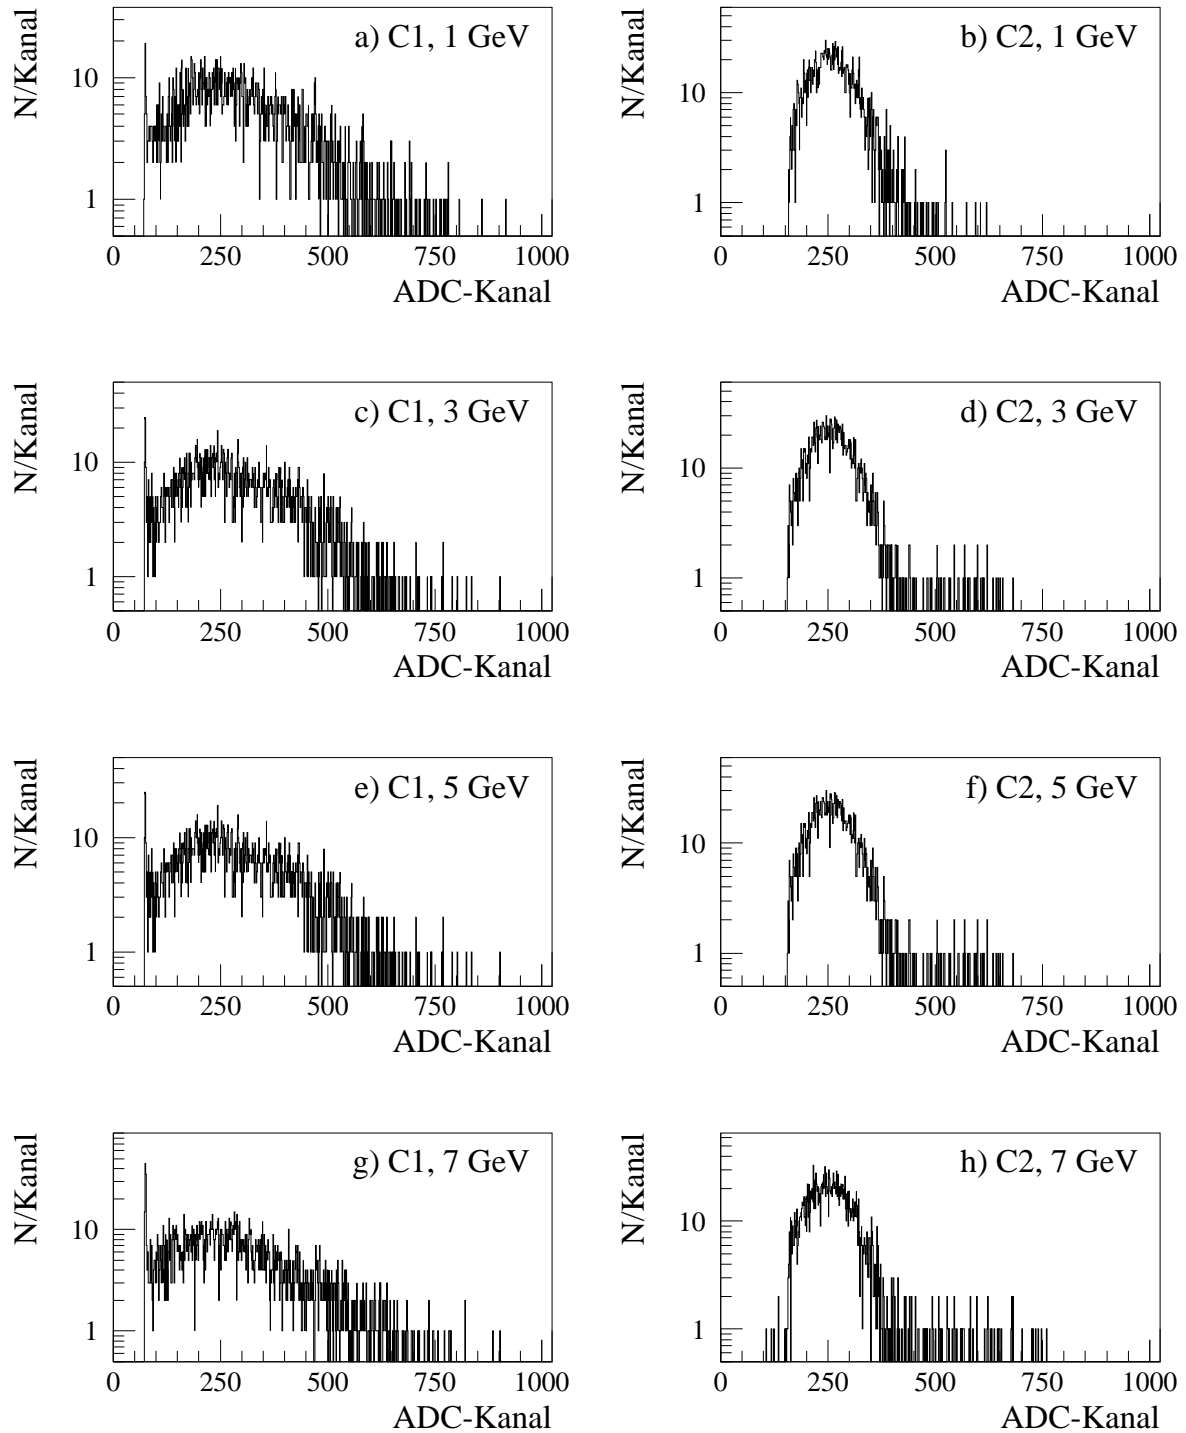 N/Kanal
a) C1, 1 GeV
10
1
0 250 500 750 1000
ADC-Kanal
N/Kanal
b) C2, 1 GeV
10
1
0 250 500 750 1000
ADC-Kanal
N/Kanal
c) C1, 3 GeV
10
1
0 250 500 750 1000
ADC-Kanal
N/Kanal
d) C2, 3 GeV
10
1
0 250 500 750 1000
ADC-Kanal
N/Kanal
e) C1, 5 GeV
10
1
0 250 500 750 1000
ADC-Kanal
N/Kanal
f) C2, 5 GeV
10
1
0 250 500 750 1000
ADC-Kanal
N/Kanal
g) C1, 7 GeV
10
1
0 250 500 750 1000
ADC-Kanal
N/Kanal
h) C2, 7 GeV
10
1
0 250 500 750 1000
ADC-Kanal